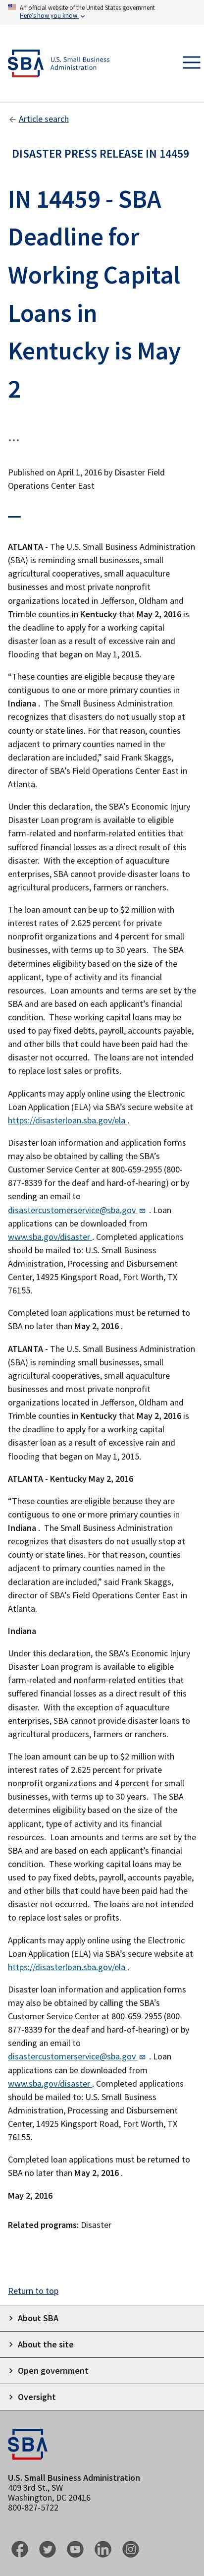 An official website of the United States government
Here's how you know
SBA U.S. Small Business
Administration
Article search
DISASTER PRESS RELEASE IN 14459
IN 14459 - SBA
Deadline for
Working Capital
Loans in
Kentucky is May
2
...
Published on April 1, 2016 by Disaster Field
Operations Center East
ATLANTA - The U.S. Small Business Administration
(SBA) is reminding small businesses, small
agricultural cooperatives, small aquaculture
businesses and most private nonprofit
organizations located in Jefferson, Oldham and
Trimble counties in Kentucky that May 2, 2016 is
the deadline to apply for a working capital
disaster loan as a result of excessive rain and
flooding that began on May 1, 2015.
"These counties are eligible because they are
contiguous to one or more primary counties in
Indiana . The Small Business Administration
recognizes that disasters do not usually stop at
county or state lines. For that reason, counties
adjacent to primary counties named in the
declaration are included," said Frank Skaggs,
director of SBA's Field Operations Center East in
Atlanta.
Under this declaration, the SBA's Economic Injury
Disaster Loan program is available to eligible
farm-related and nonfarm-related entities that
suffered financial losses as a direct result of this
disaster. With the exception of aquaculture
enterprises, SBA cannot provide disaster loans to
agricultural producers, farmers or ranchers.
The loan amount can be up to $2 million with
interest rates of 2.625 percent for private
nonprofit organizations and 4 percent for small
businesses, with terms up to 30 years. The SBA
determines eligibility based on the size of the
applicant, type of activity and its financial
resources. Loan amounts and terms are set by the
SBA and are based on each applicant's financial
condition. These working capital loans may be
used to pay fixed debts, payroll, accounts payable,
and other bills that could have been paid had the
disaster not occurred. The loans are not intended
to replace lost sales or profits.
Applicants may apply online using the Electronic
Loan Application (ELA) via SBA's secure website at
https://disasterloan.sba.gov/ela .
Disaster loan information and application forms
may also be obtained by calling the SBA's
Customer Service Center at 800-659-2955 (800-
877-8339 for the deaf and hard-of-hearing) or by
sending an email to
disastercustomerservice@sba.gov . Loan
applications can be downloaded from
www.sba.gov/disaster . Completed applications
should be mailed to: U.S. Small Business
Administration, Processing and Disbursement
Center, 14925 Kingsport Road, Fort Worth, TX
76155.
Completed loan applications must be returned to
SBA no later than May 2, 2016 .
ATLANTA - The U.S. Small Business Administration
(SBA) is reminding small businesses, small
agricultural cooperatives, small aquaculture
businesses and most private nonprofit
organizations located in Jefferson, Oldham and
Trimble counties in Kentucky that May 2, 2016 is
the deadline to apply for a working capital
disaster loan as a result of excessive rain and
flooding that began on May 1, 2015.
ATLANTA - Kentucky May 2, 2016
"These counties are eligible because they are
contiguous to one or more primary counties in
Indiana . The Small Business Administration
recognizes that disasters do not usually stop at
county or state lines. For that reason, counties
adjacent to primary counties named in the
declaration are included," said Frank Skaggs,
director of SBA's Field Operations Center East in
Atlanta.
Indiana
Under this declaration, the SBA's Economic Injury
Disaster Loan program is available to eligible
farm-related and nonfarm-related entities that
suffered financial losses as a direct result of this
disaster. With the exception of aquaculture
enterprises, SBA cannot provide disaster loans to
agricultural producers, farmers or ranchers.
The loan amount can be up to $2 million with
interest rates of 2.625 percent for private
nonprofit organizations and 4 percent for small
businesses, with terms up to 30 years. The SBA
determines eligibility based on the size of the
applicant, type of activity and its financial
resources. Loan amounts and terms are set by the
SBA and are based on each applicant's financial
condition. These working capital loans may be
used to pay fixed debts, payroll, accounts payable,
and other bills that could have been paid had the
disaster not occurred. The loans are not intended
to replace lost sales or profits.
Applicants may apply online using the Electronic
Loan Application (ELA) via SBA's secure website at
https://disasterloan.sba.gov/ela .
Disaster loan information and application forms
may also be obtained by calling the SBA's
Customer Service Center at 800-659-2955 (800-
877-8339 for the deaf and hard-of-hearing) or by
sending an email to
disastercustomerservice@sba.gov . Loan
applications can be downloaded from
www.sba.gov/disaster . Completed applications
should be mailed to: U.S. Small Business
Administration, Processing and Disbursement
Center, 14925 Kingsport Road, Fort Worth, TX
76155.
Completed loan applications must be returned to
SBA no later than May 2, 2016 .
May 2, 2016
Related programs: Disaster
Return to top
About SBA
About the site
Open government
Oversight
SBA
U.S. Small Business Administration
409 3rd St., SW
Washington, DC 20416
800-827-5722